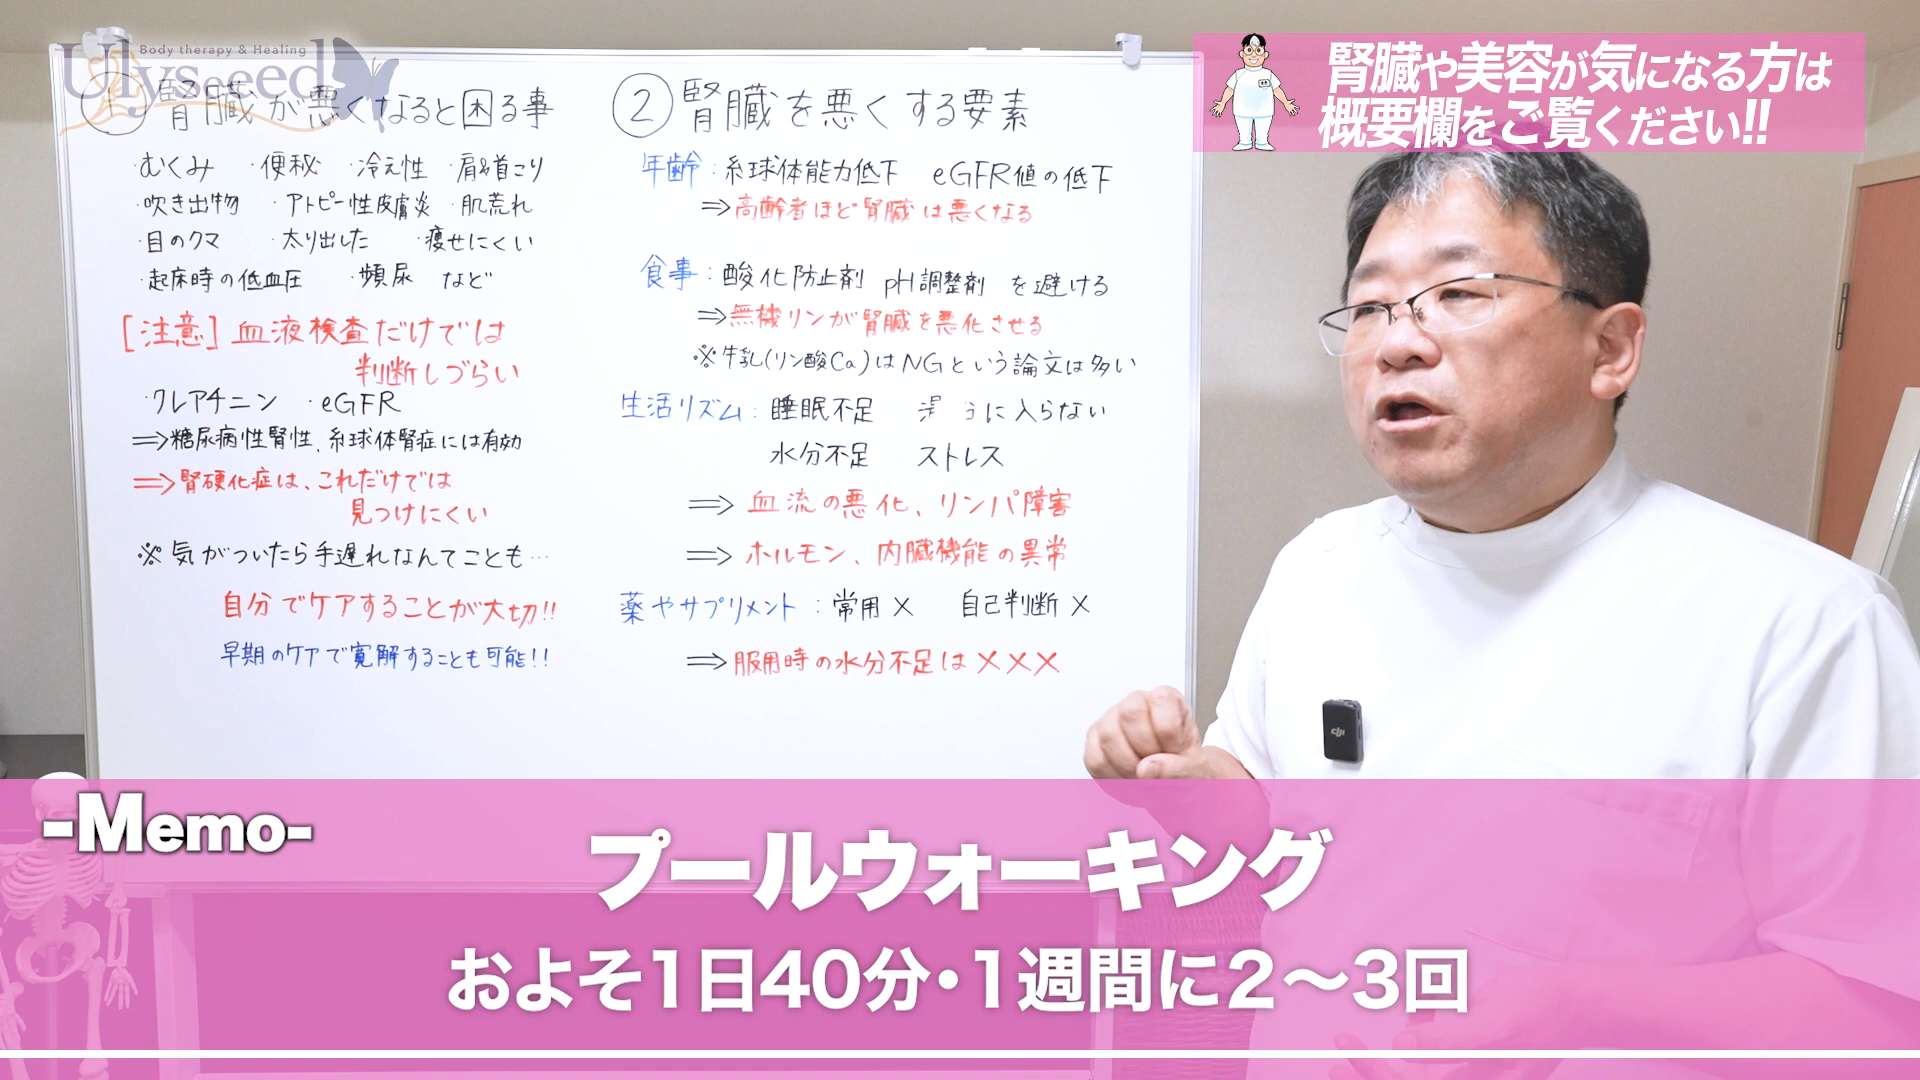 Ulyseeed
Body therapy & Healing
腎臓や美容が気になる方は
概要欄をご覧ください!!
① 腎臓が悪くなると困る事
・むくみ ・便秘 ・冷え性 ・肩や首こり
・吹き出物 ・アトピー性皮膚炎 ・肌荒れ
・目のクマ ・太り出した ・痩せにくい
・起床時の低血圧 ・頻尿 など
[注意] 血液検査だけでは
判断しづらい
・クレアチニン ・eGFR
⇒糖尿病性腎性、糸球体腎症には有効
⇒腎硬化症は、これだけでは
見つけにくい
※気がついたら手遅れなんてことも…
自分でケアすることが大切!!
早期のケアで寛解することも可能!!
② 腎臓を悪くする要素
年齢:糸球体能力低下 eGFR値の低下
⇒高齢者ほど腎臓は悪くなる
食事:酸化防止剤 pH調整剤 を避ける
⇒無機リンが腎臓を悪化させる
※牛乳(リン酸Ca)はNGという論文は多い
生活リズム:睡眠不足 に入らない
水分不足 ストレス
⇒血流の悪化、リンパ障害
⇒ホルモン、内臓機能の異常
薬やサプリメント:常用× 自己判断×
⇒服用時の水分不足は×××
dji
-Memo-
プールウォーキング
およそ1日40分・1週間に2〜3回